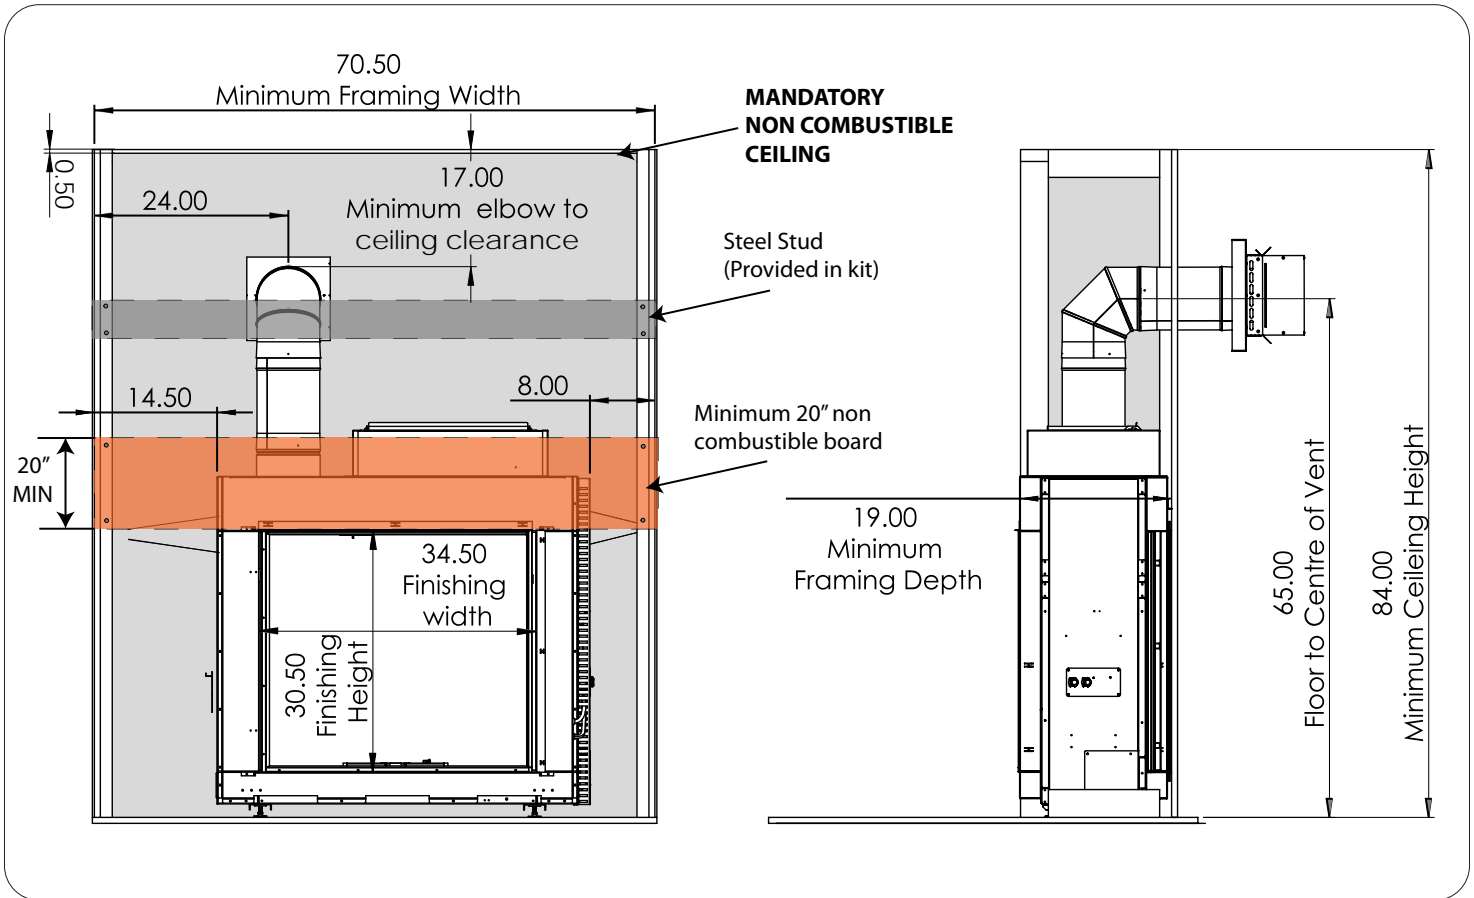 70.50
Minimum Framing Width
MANDATORY
NON COMBUSTIBLE
CEILING
0.50
17.00
Minimum elbow to
ceiling clearance
24.00
Steel Stud
(Provided in kit)
14.50
8.00
Minimum 20” non
combustible board
20”
MIN
34.50
Finishing
width
30.50
Finishing
Height
19.00
Minimum
Framing Depth
65.00
Floor to Centre of Vent
84.00
Minimum Ceileing Height